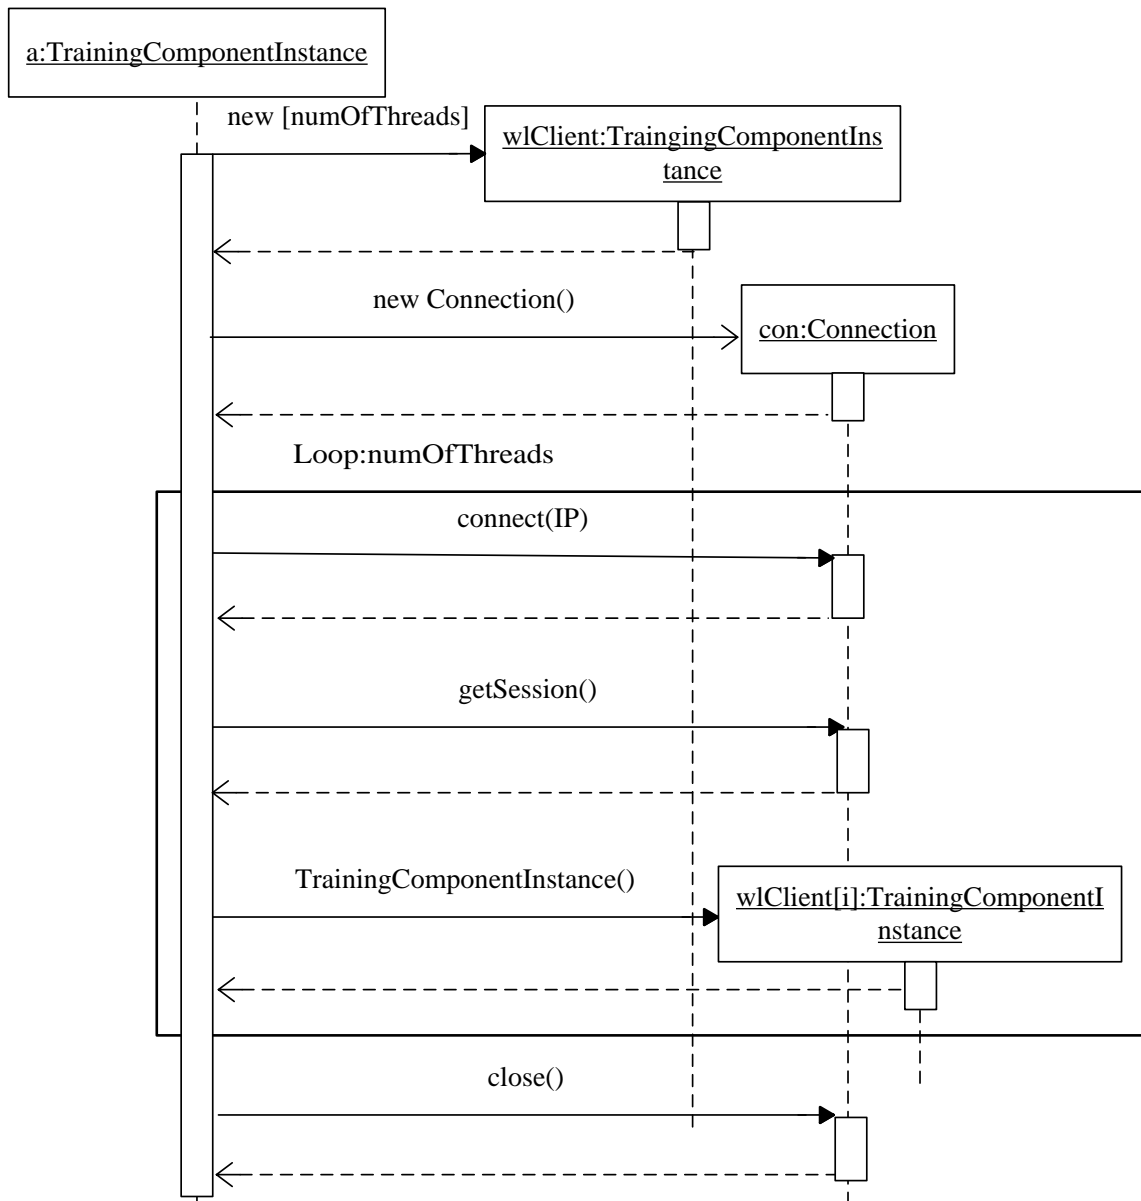 a:TrainingComponentInstance
new [numOfThreads]
wlClient:TraingingComponentIns
tance
new Connection()
con:Connection
Loop:numOfThreads
connect(IP)
getSession()
TrainingComponentInstance()
wlClient[i]:TrainingComponentI
nstance
close()